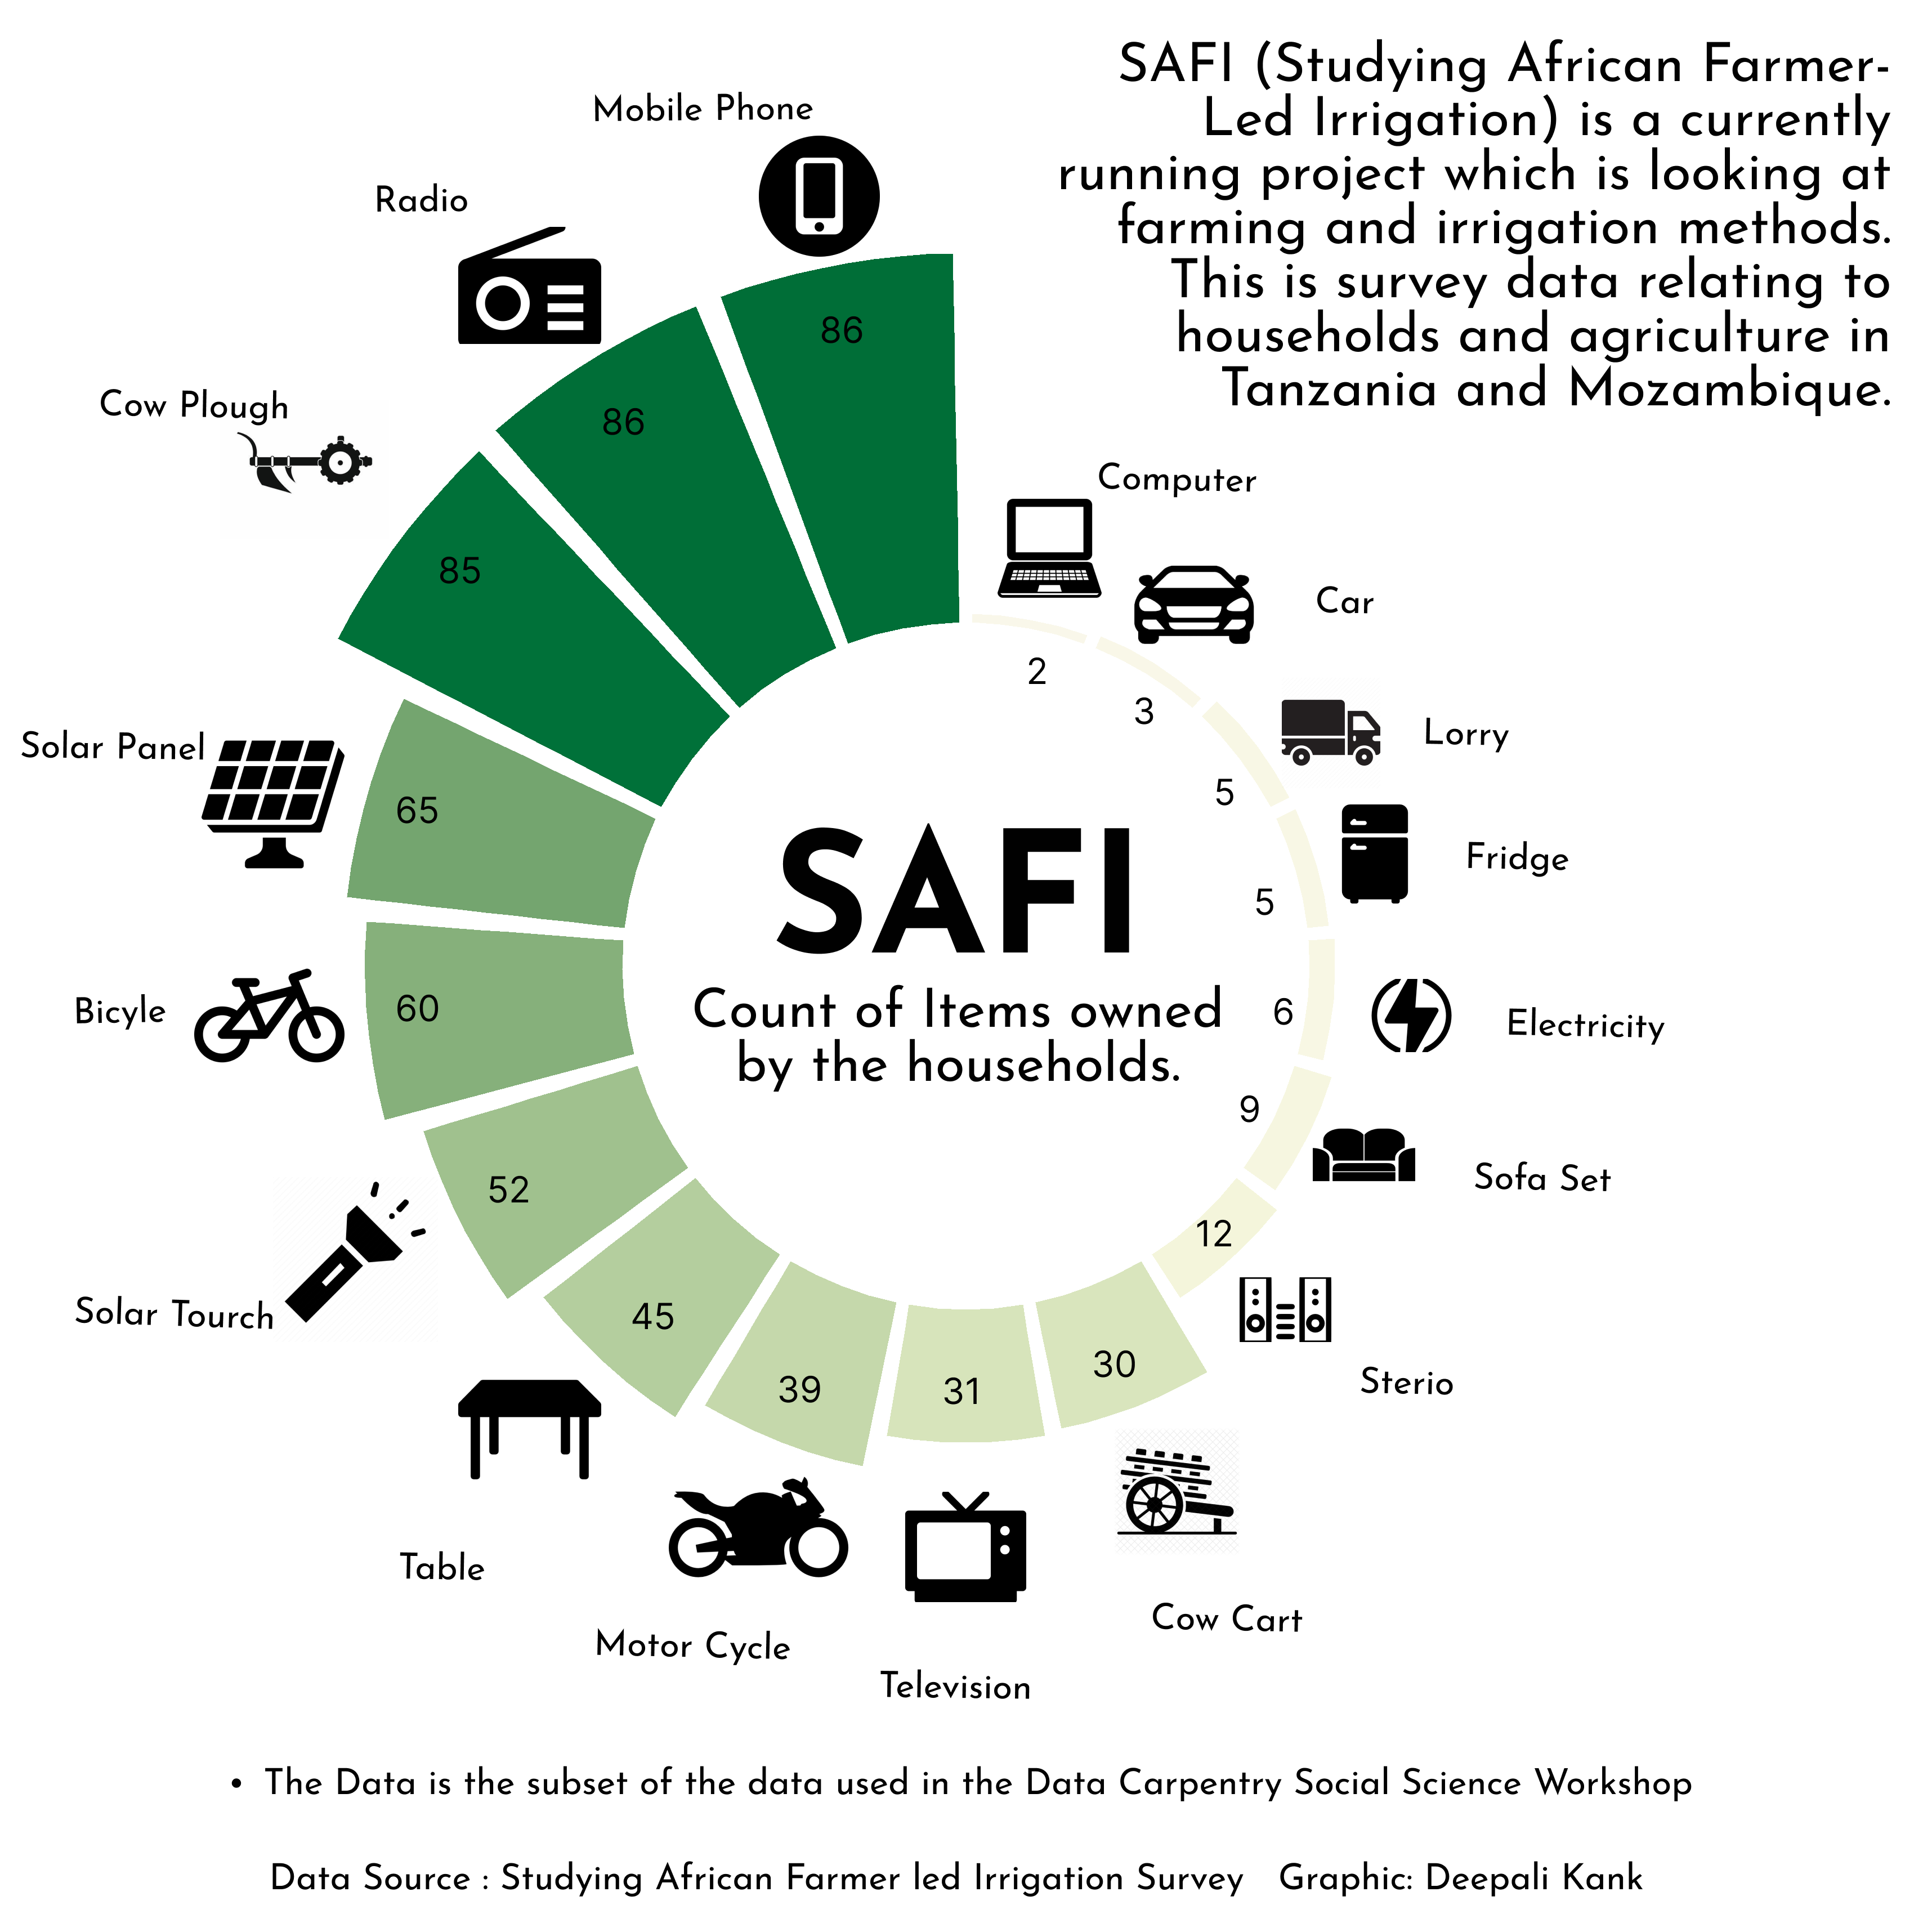 SAFI (Studying African Farmer-
Led Irrigation) is a currently
running project which is looking at
farming and irrigation methods.
This is survey data relating to
households and agriculture in
Tanzania and Mozambique.
Mobile Phone
86
Radio
86
Cow Plough
85
Solar Panel
65
Bicyle
60
Solar Tourch
52
Table
45
Motor Cycle
39
Television
31
Cow Cart
30
Sterio
12
Sofa Set
9
Electricity
6
Fridge
5
Lorry
5
Car
3
Computer
2
SAFI
Count of Items owned
by the households.
• The Data is the subset of the data used in the Data Carpentry Social Science Workshop
Data Source : Studying African Farmer led Irrigation Survey Graphic: Deepali Kank